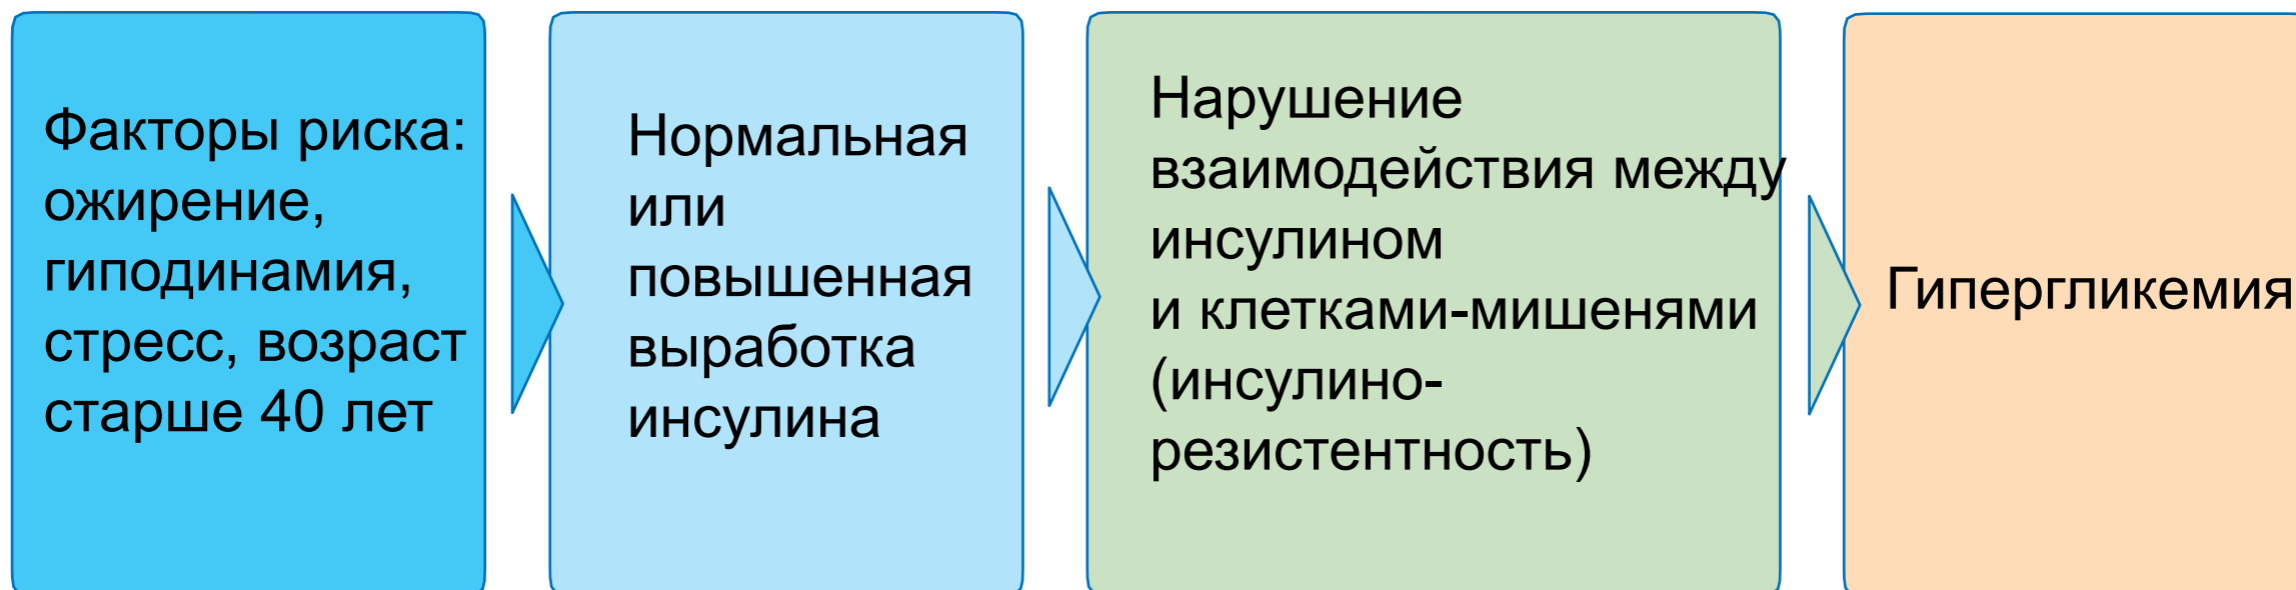 Факторы риска:
ожирение,
гиподинамия,
стресс, возраст
старше 40 лет
Нормальная
или
повышенная
выработка
инсулина
Нарушение
взаимодействия между
инсулином
и клетками-мишенями
(инсулино-
резистентность)
Гипергликемия